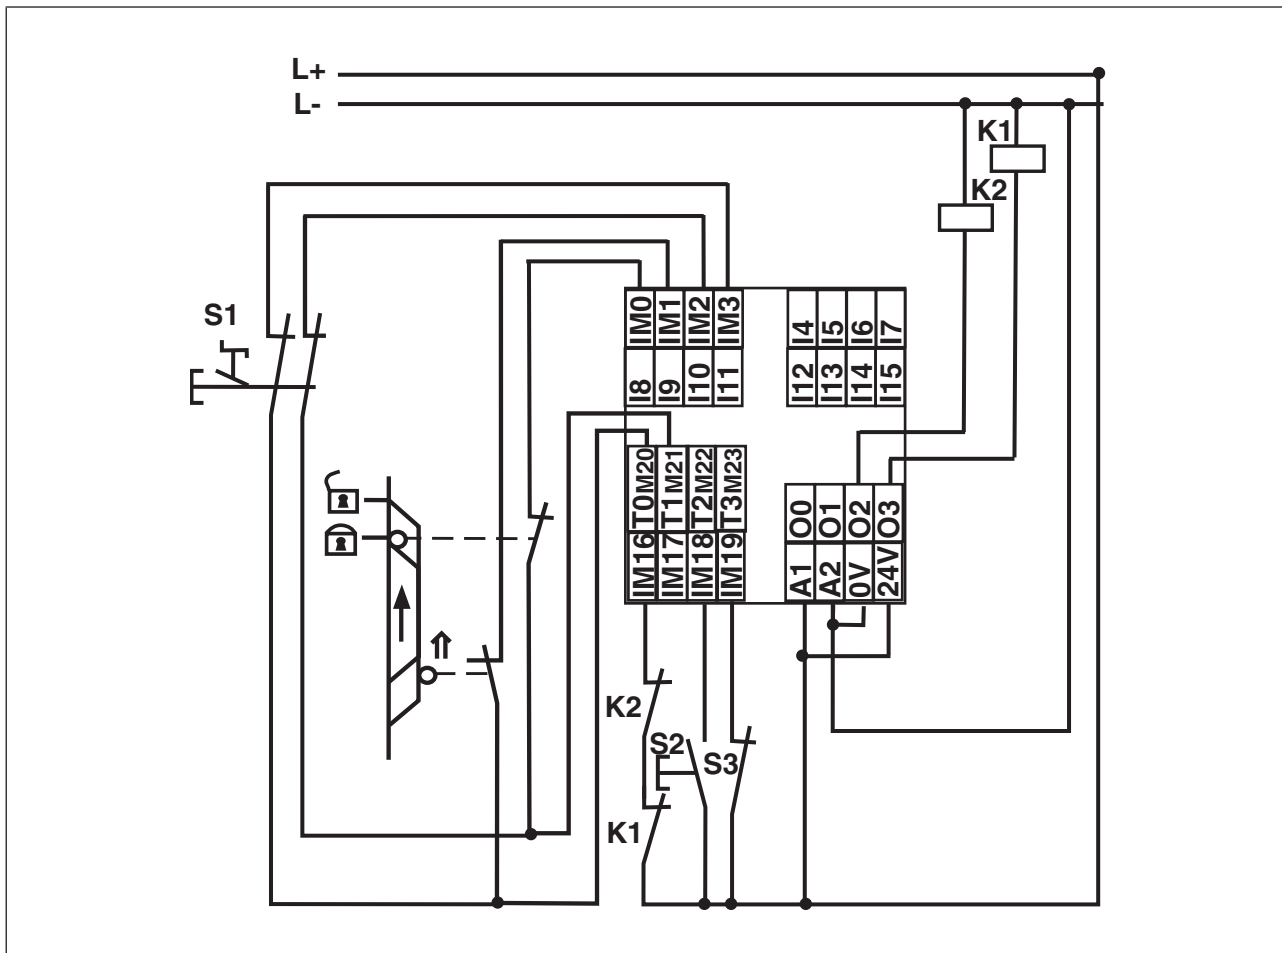 L+
L-
K1
K2
S1
IM0 IM1 IM2 IM3
I4 I5 I6 I7
I8 I9 I10 I11
I12 I13 I14 I15
T0M20 T1M21 T2M22 T3M23
IM16 IM17 IM18 IM19
O0 O1 O2 O3
A1 A2 0V 24V
K2
S2
S3
K1